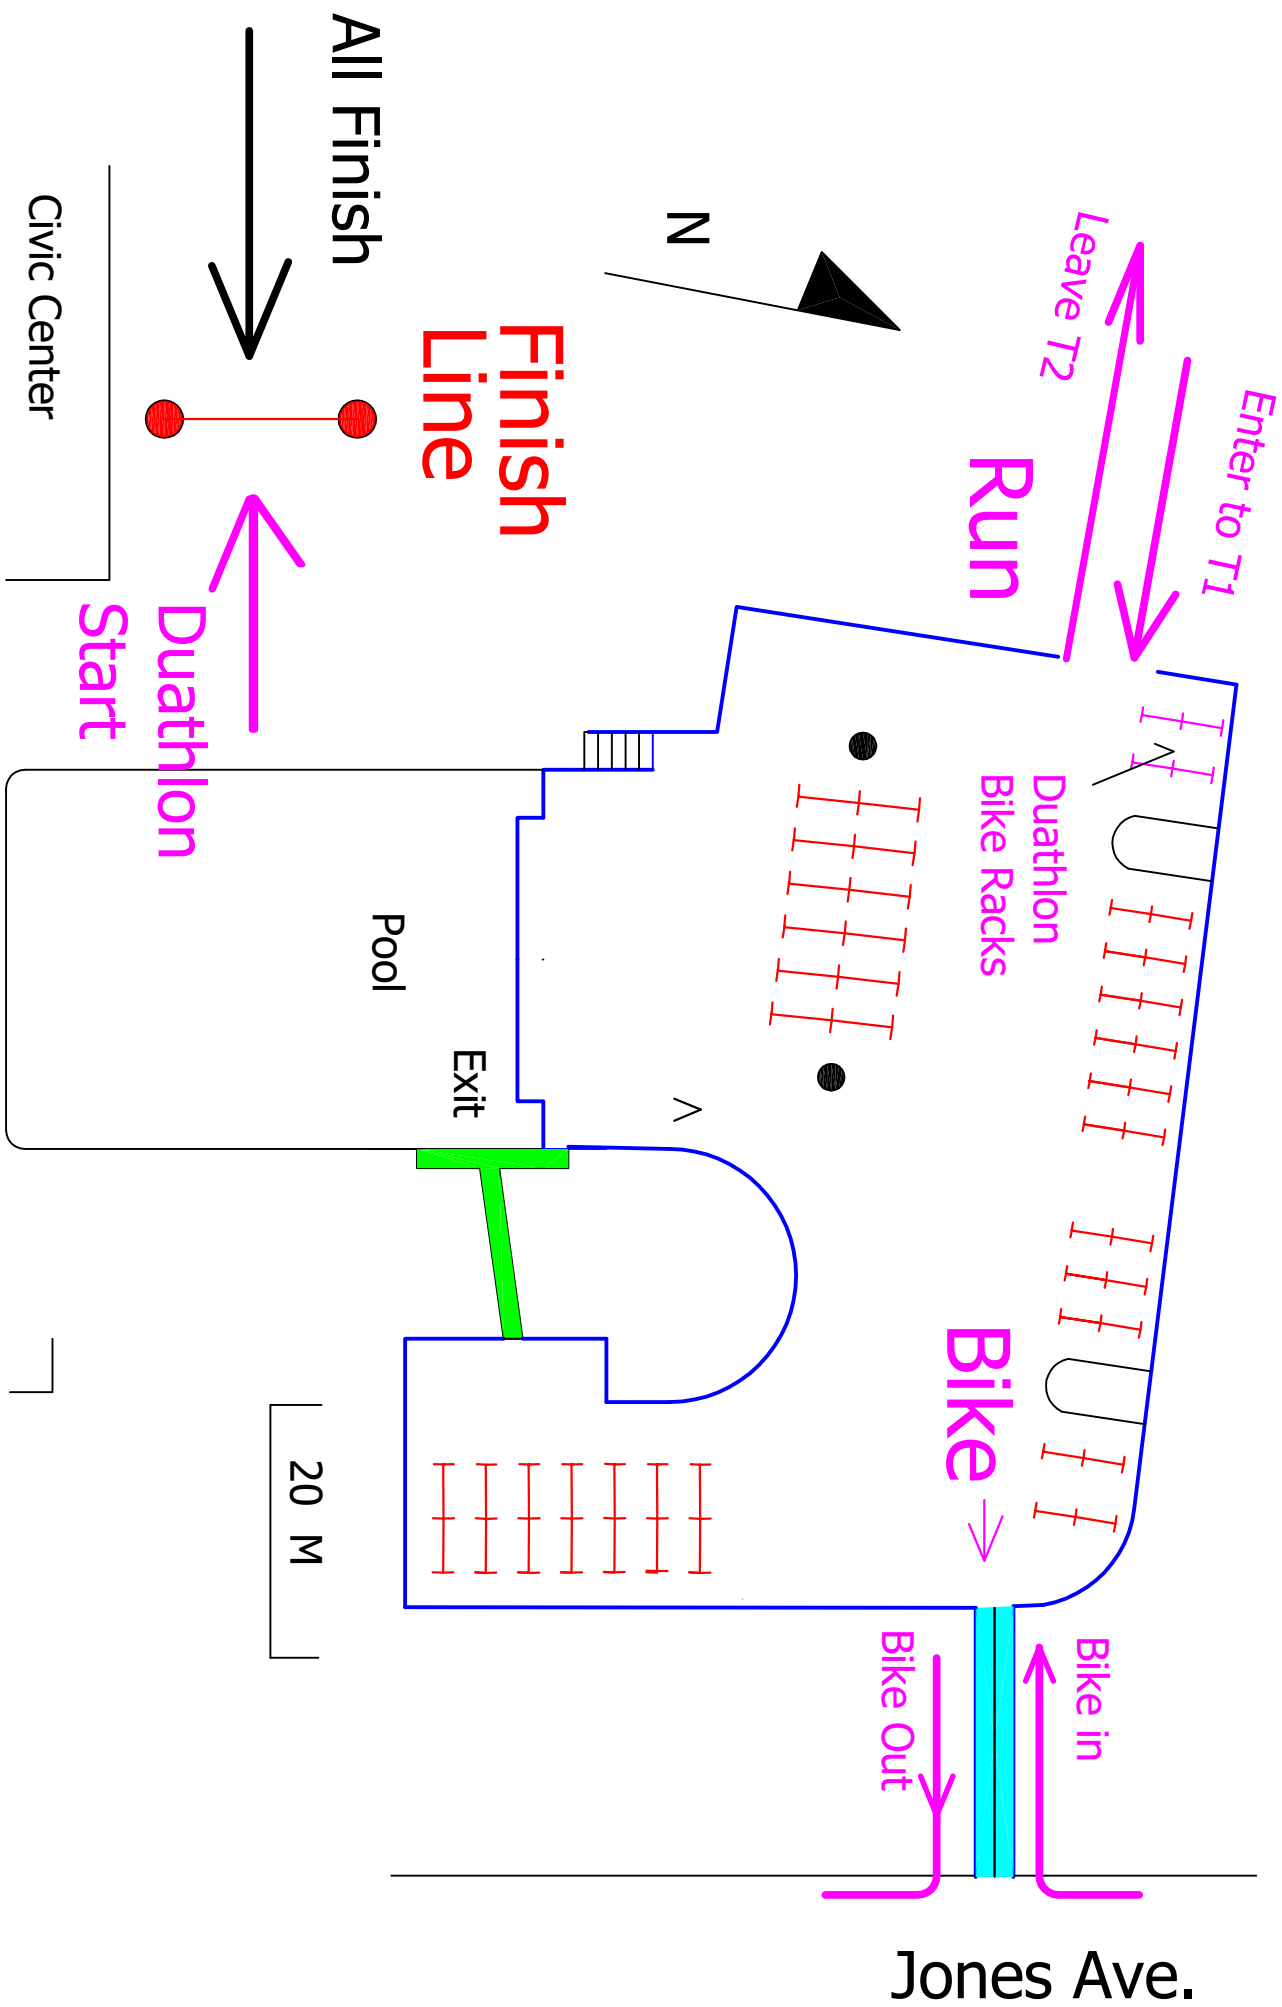 All Finish
Civic Center
N
Finish
Line
Leave T2
Enter to T1
Run
Duathlon
Start
Duathlon
Bike Racks
Pool
Exit
Bike
20 M
Bike Out
Bike in
Jones Ave.